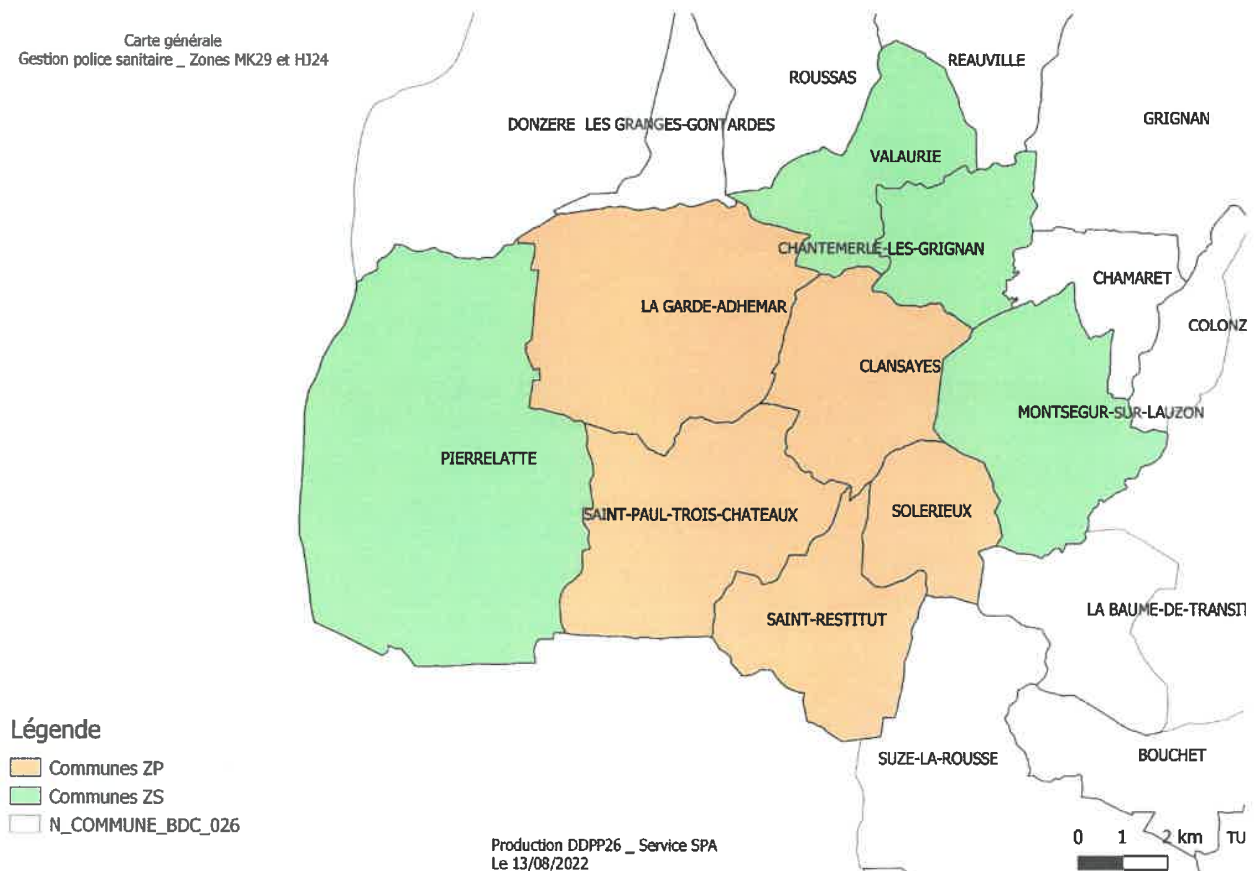 Carte générale
Gestion police sanitaire _ Zones MK29 et HJ24
REAUVILLE
ROUSSAS
GRIGNAN
DONZERE LES GRANGES-GONTARDES
VALAURIE
CHANTEMERLE-LES-GRIGNAN
CHAMARET
LA GARDE-ADHEMAR
COLONZ
CLANSAYES
MONTSEGUR-SUR-LAUZON
PIERRELATTE
SAINT-PAUL-TROIS-CHATEAUX
SOLERIEUX
LA BAUME-DE-TRANSIT
SAINT-RESTITUT
Légende
Communes ZP
Communes ZS
N_COMMUNE_BDC_026
SUZE-LA-ROUSSE
BOUCHET
0 1 2 km
TU
Production DDPP26 _ Service SPA
Le 13/08/2022